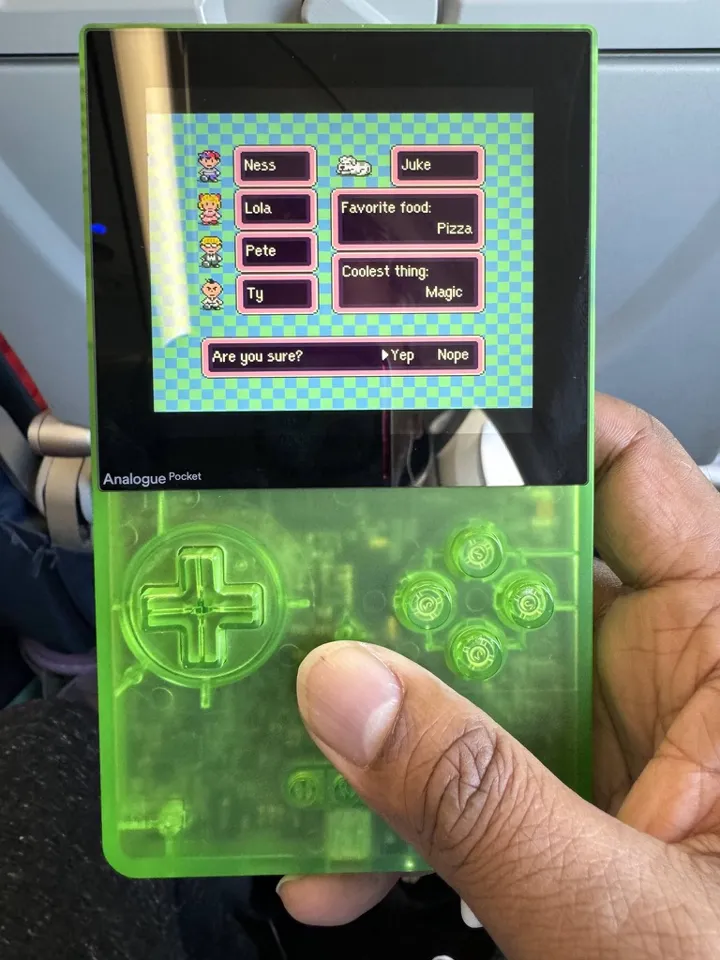 Ness
Juke
Lola
Favorite food:
Pizza
Pete
Coolest thing:
Magic
Ty
Are you sure? ▶Yep Nope
Analogue Pocket